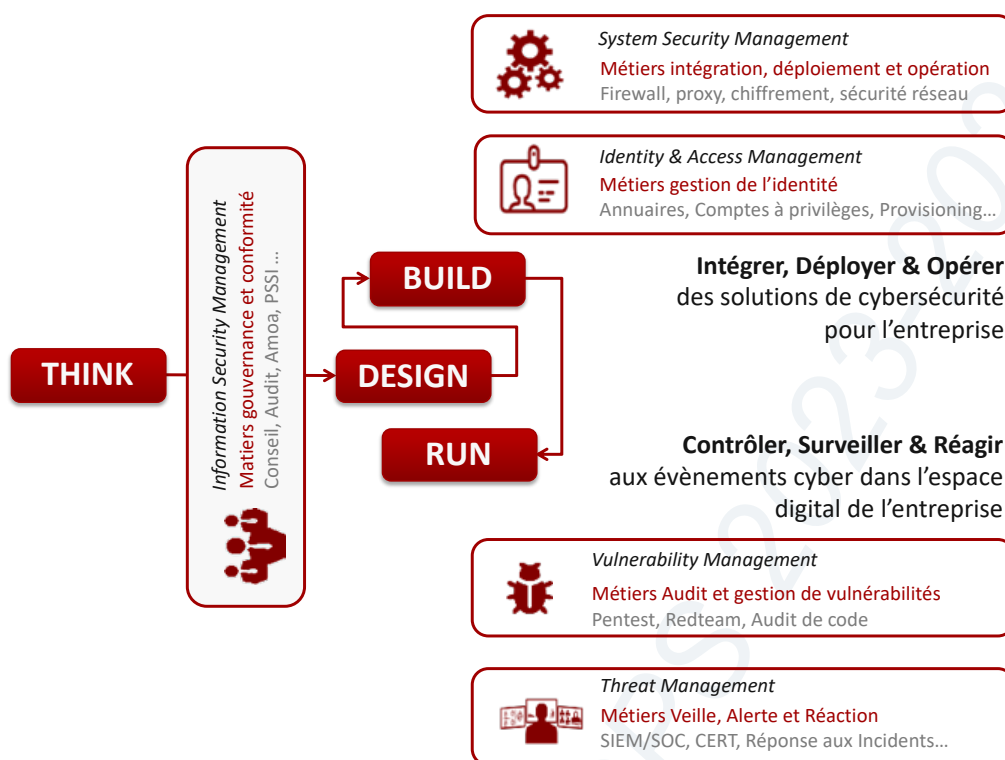 System Security Management
Métiers intégration, déploiement et opération
Firewall, proxy, chiffrement, sécurité réseau
Identity & Access Management
Métiers gestion de l'identité
Annuaires, Comptes à privilèges, Provisioning...
Information Security Management
Matiers gouvernance et conformité
Conseil, Audit, Amoa, PSSI ...
THINK
BUILD
DESIGN
RUN
Intégrer, Déployer & Opérer
des solutions de cybersécurité
pour l'entreprise
Contrôler, Surveiller & Réagir
aux évènements cyber dans l'espace
digital de l'entreprise
Vulnerability Management
Métiers Audit et gestion de vulnérabilités
Pentest, Redteam, Audit de code
Threat Management
Métiers Veille, Alerte et Réaction
SIEM/SOC, CERT, Réponse aux Incidents...